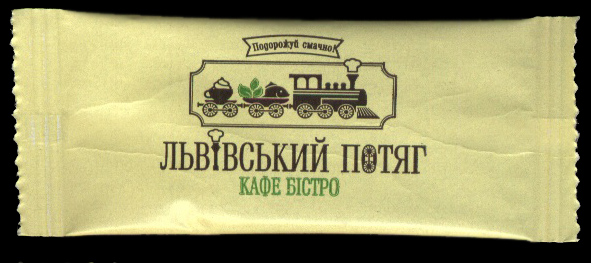 Подорожуй смачно!
ЛЬВІВСЬКИЙ ПОТЯГ
КАФЕ БІСТРО